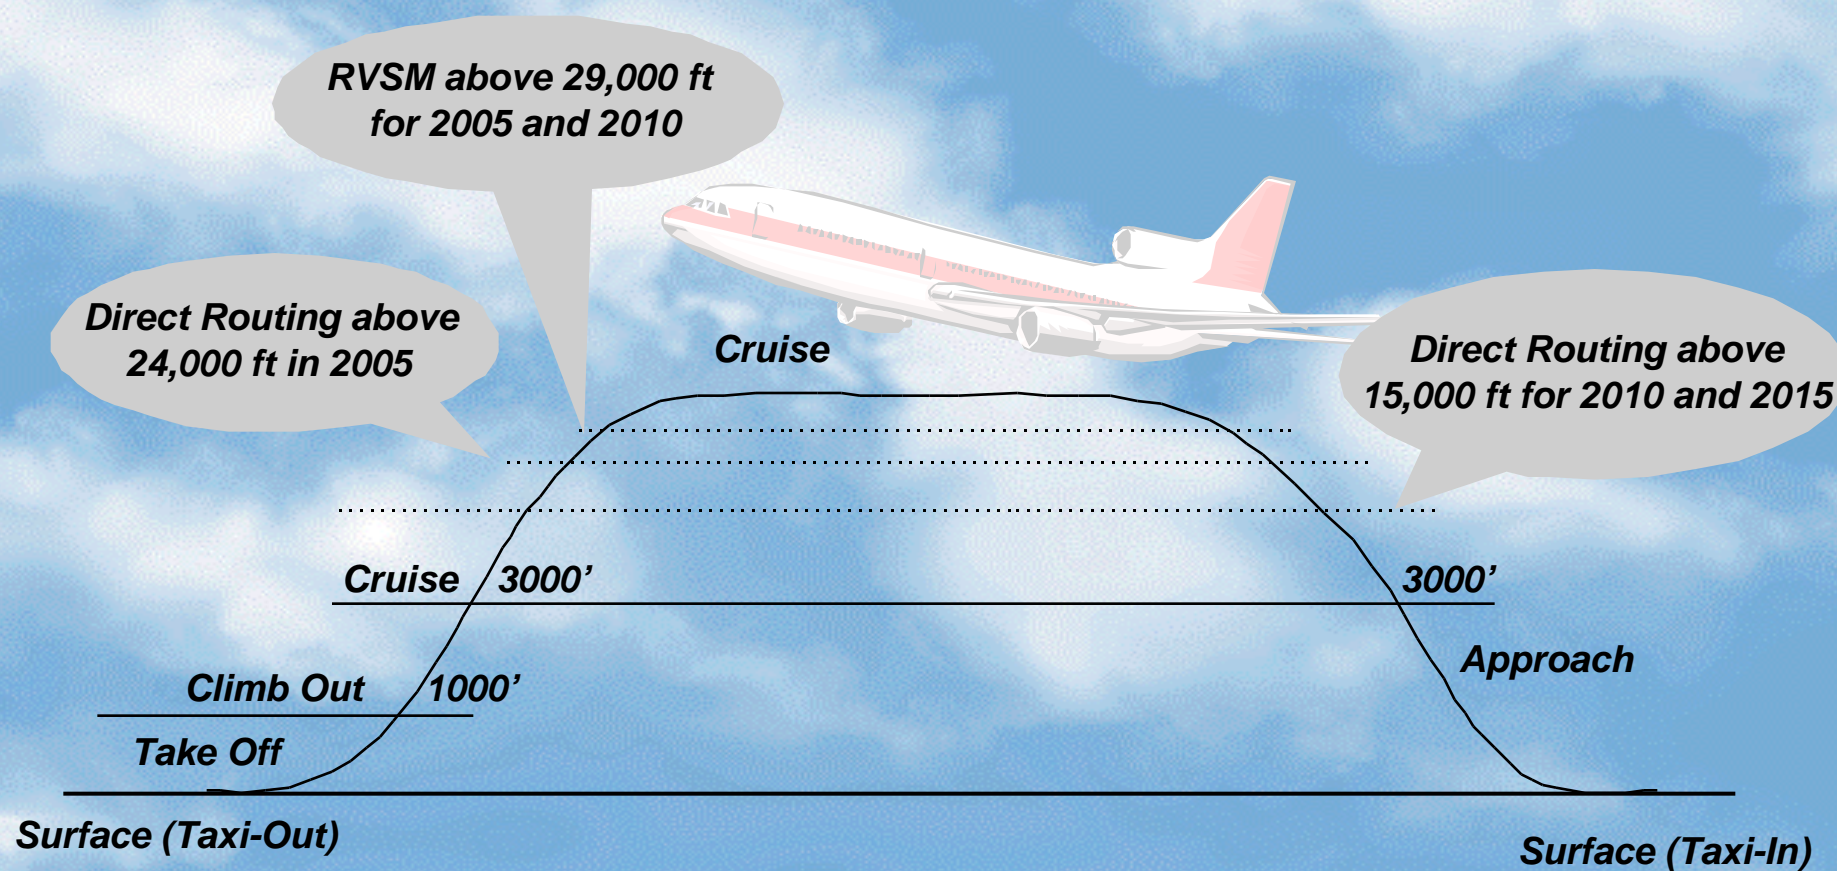 RVSM above 29,000 ft
for 2005 and 2010
Direct Routing above
24,000 ft in 2005
Cruise
Direct Routing above
15,000 ft for 2010 and 2015
Cruise 3000’
3000’
Approach
Climb Out 1000’
Take Off
Surface (Taxi-Out)
Surface (Taxi-In)